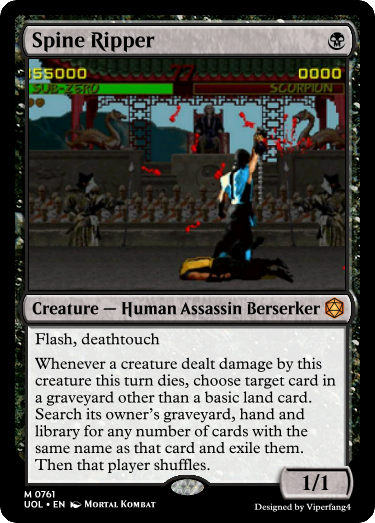 Spine Ripper
55000
0000
SUB-ZERO
SCORPION
Creature — Human Assassin Berserker
Flash, deathtouch
Whenever a creature dealt damage by this
creature this turn dies, choose target card in
a graveyard other than a basic land card.
Search its owner's graveyard, hand and
library for any number of cards with the
same name as that card and exile them.
Then that player shuffles.
1/1
M 0761
UOL • EN Mortal Kombat
Designed by Viperfang4